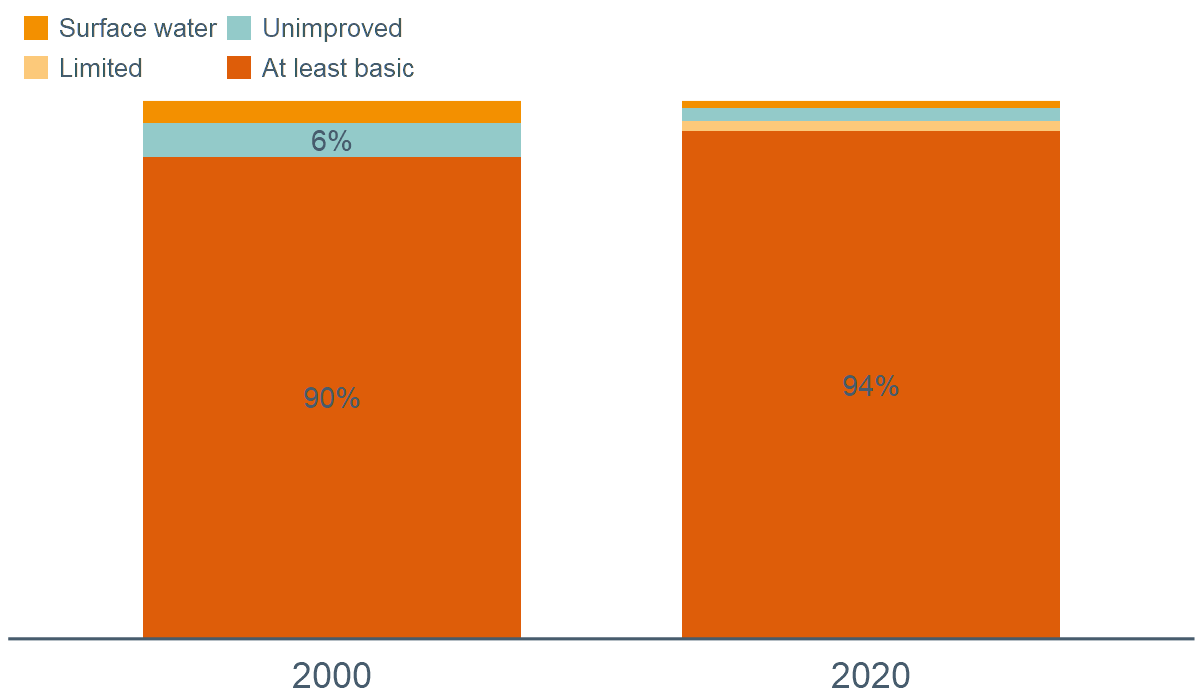 Surface water Unimproved
Limited At least basic
6%
90%
94%
2000 2020